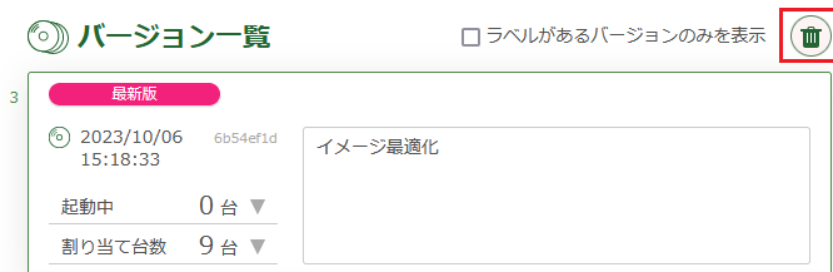 バージョン一覧
ラベルがあるバージョンのみを表示
3
最新版
2023/10/06 6b54ef1d
15:18:33
イメージ最適化
起動中 0 台 ▼
割り当て台数 9 台 ▼